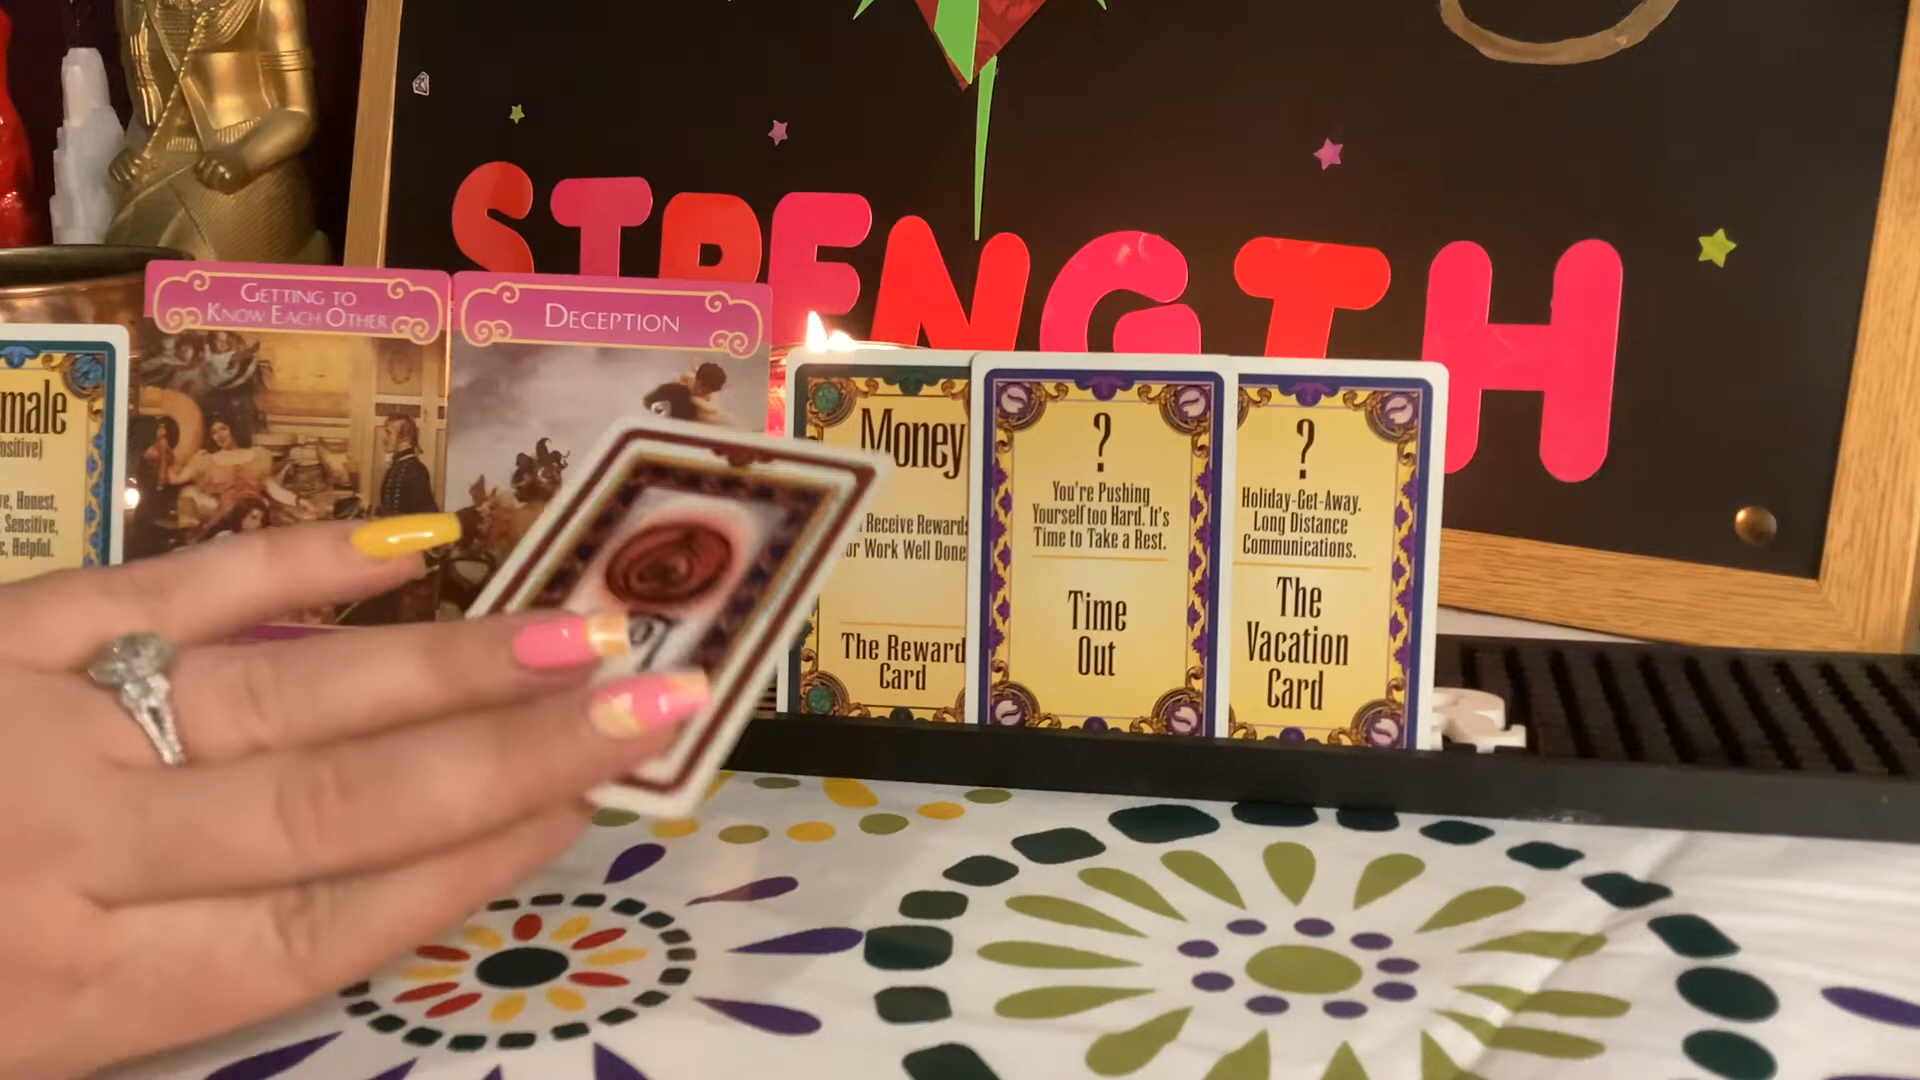 STRENGTH
GETTING TO
KNOW EACH OTHER
DECEPTION
male
ositive)
ve, Honest,
Sensitive,
Helpful.
Money
Receive Rewards
or Work Well Done
The Reward
Card
?
You're Pushing
Yourself too Hard. It's
Time to Take a Rest.
Time
Out
?
Holiday-Get-Away.
Long Distance
Communications.
The
Vacation
Card